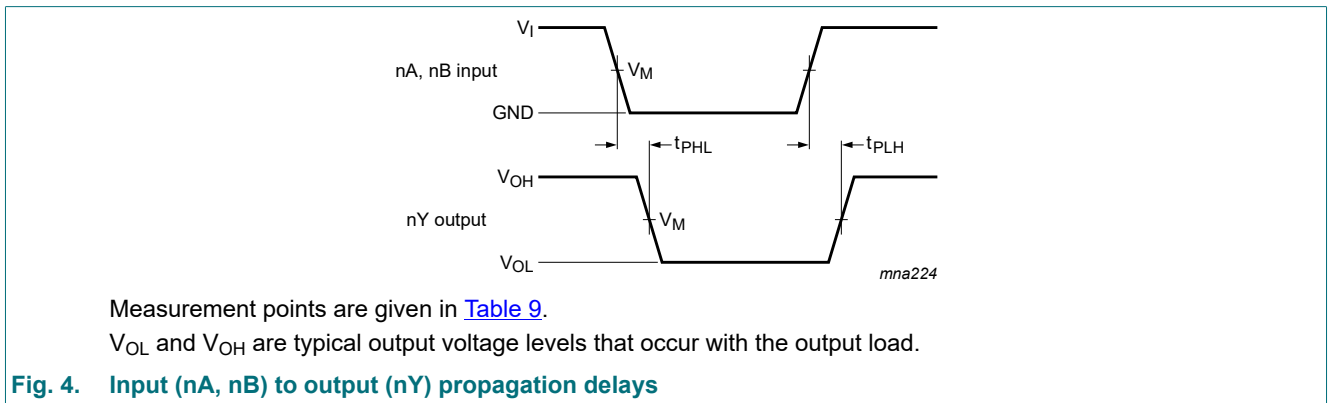 VI
nA, nB input
VM
GND
tPHL
tPLH
VOH
nY output
VM
VOL
mna224
Measurement points are given in Table 9.
VOL and VOH are typical output voltage levels that occur with the output load.
Fig. 4. Input (nA, nB) to output (nY) propagation delays